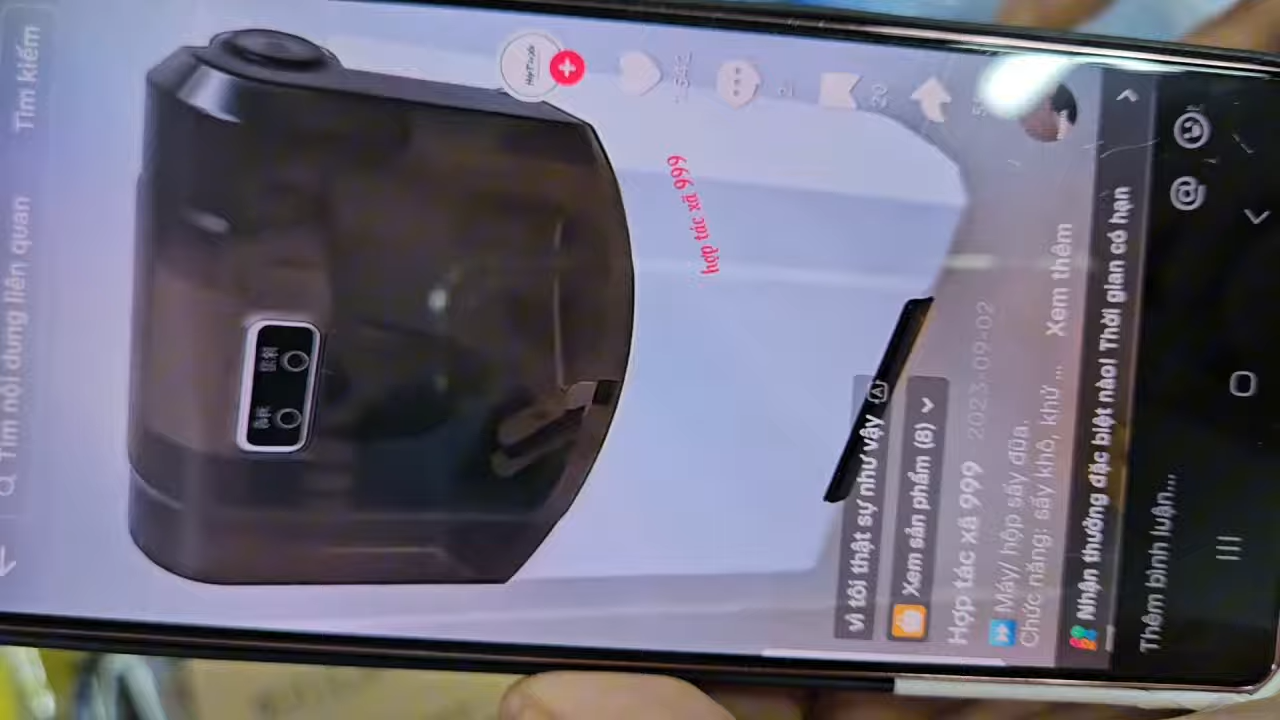 Tìm nội dung liên quan
Tìm kiếm
hợp tác xã 999
20
vì tôi thật sự như vậy
Xem sản phẩm (8)
Hợp tác xã 999 2023-09-02
Máy/ hộp sấy đũa.
Chức năng: sấy khô, khử ... Xem thêm
Nhận thưởng đặc biệt nào! Thời gian có hạn
Thêm bình luận...
@